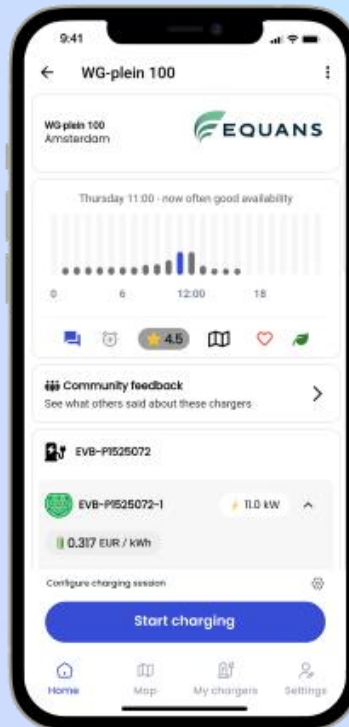 9:41
WG-plein 100
WG-plein 100
Amsterdam
EQUANS
Thursday 11:00 - now often good availability
0 6 12:00 18
4.5
Community feedback
See what others said about these chargers
EVB-P1525072
EVB-P1525072-1
11.0 kW
0.317 EUR / kWh
Configure charging session
Start charging
Home Map My chargers Settings